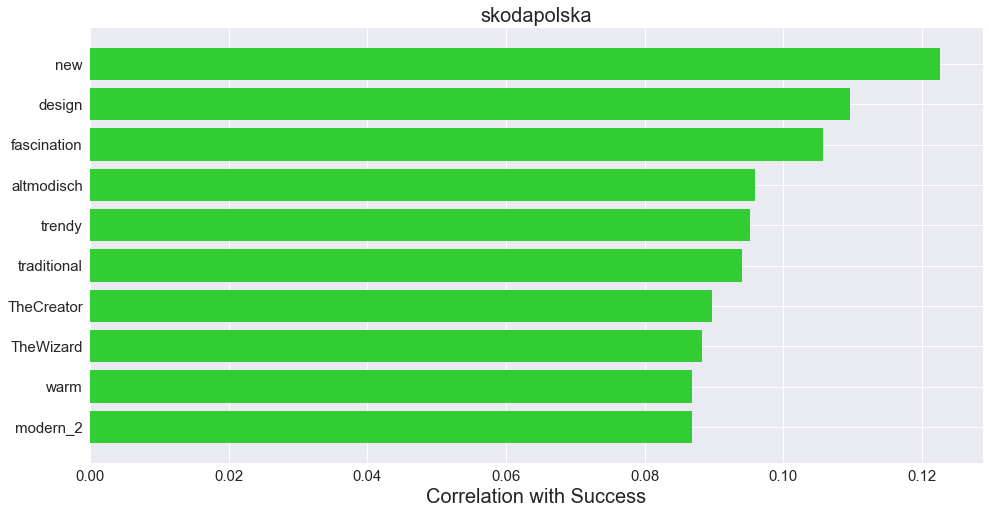 skodapolska
new
design
fascination
altmodisch
trendy
traditional
TheCreator
TheWizard
warm
modern_2
0.00 0.02 0.04 0.06 0.08 0.10 0.12
Correlation with Success